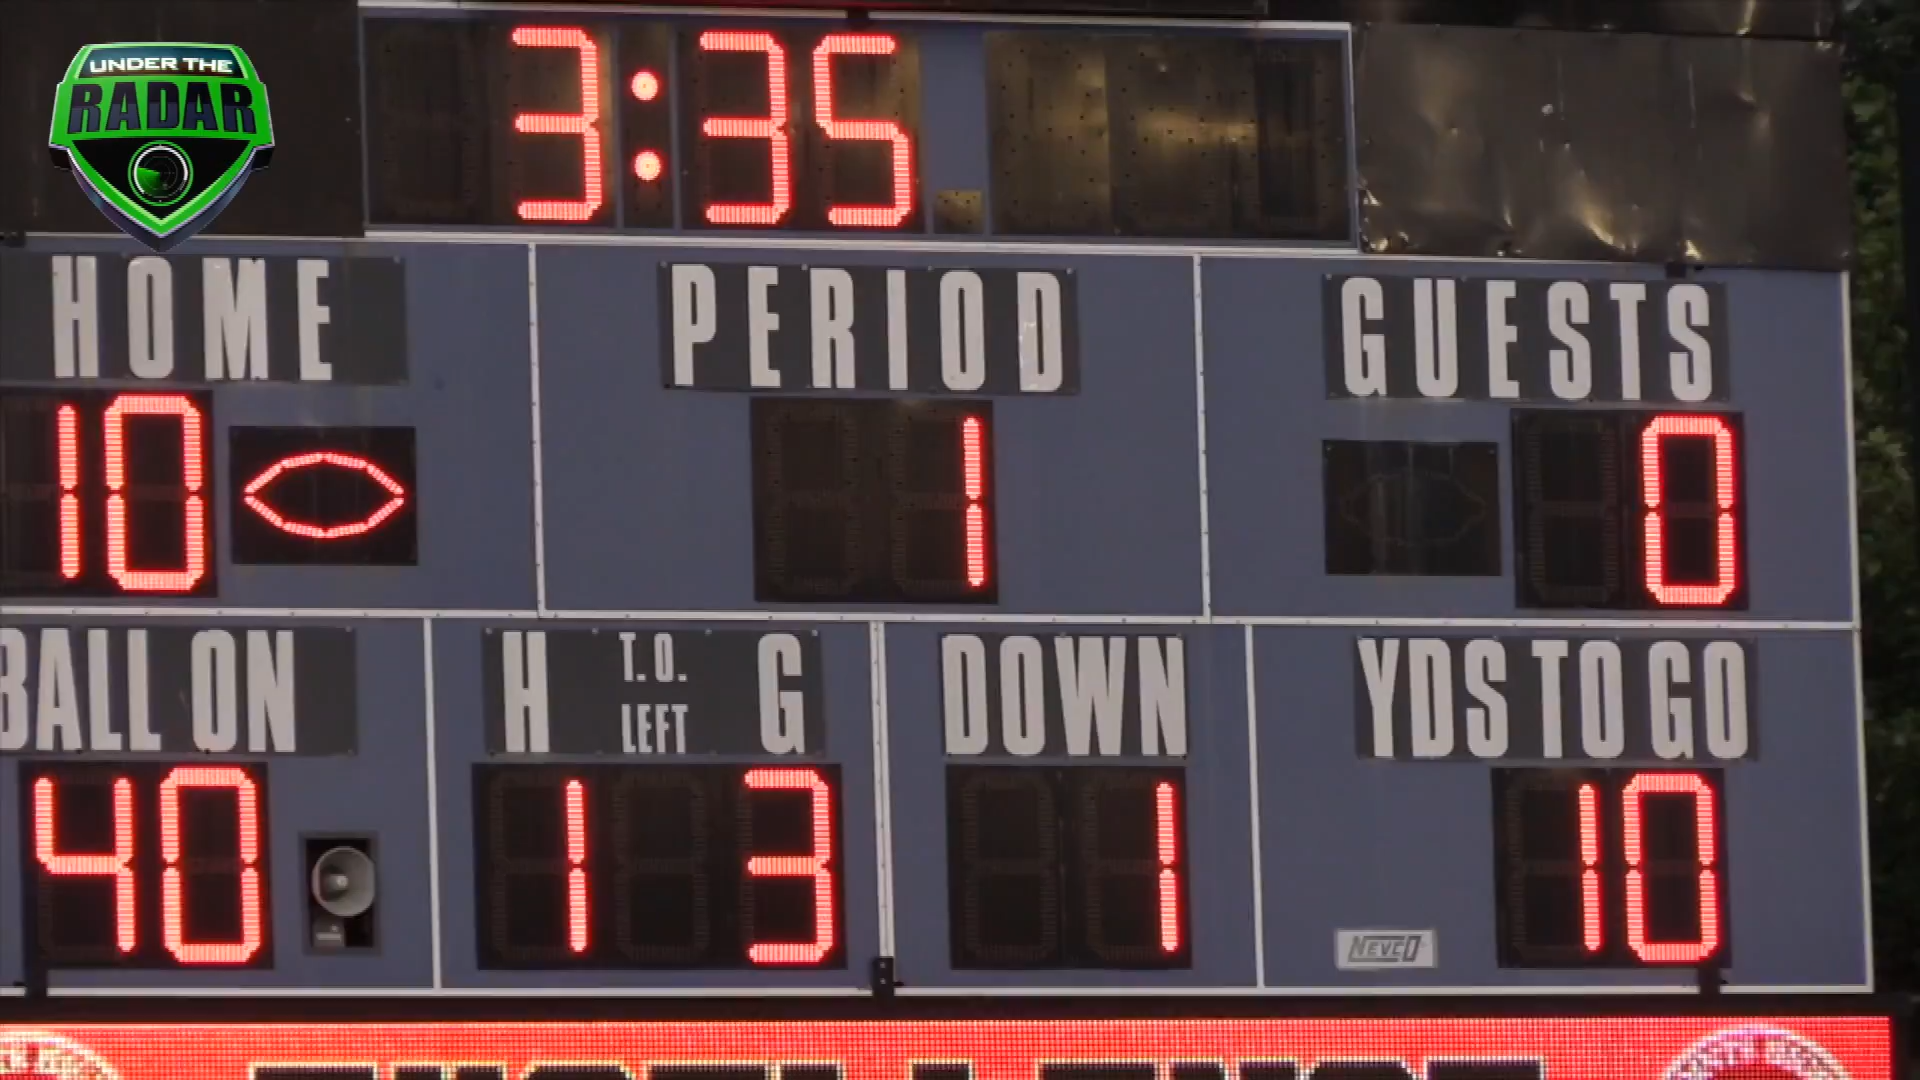 UNDER THE
RADAR
3:35
HOME
PERIOD
GUESTS
10
1
0
BALL ON
H T.O. LEFT G
DOWN
YDS TO GO
40
1 3
1
10
NEVCO